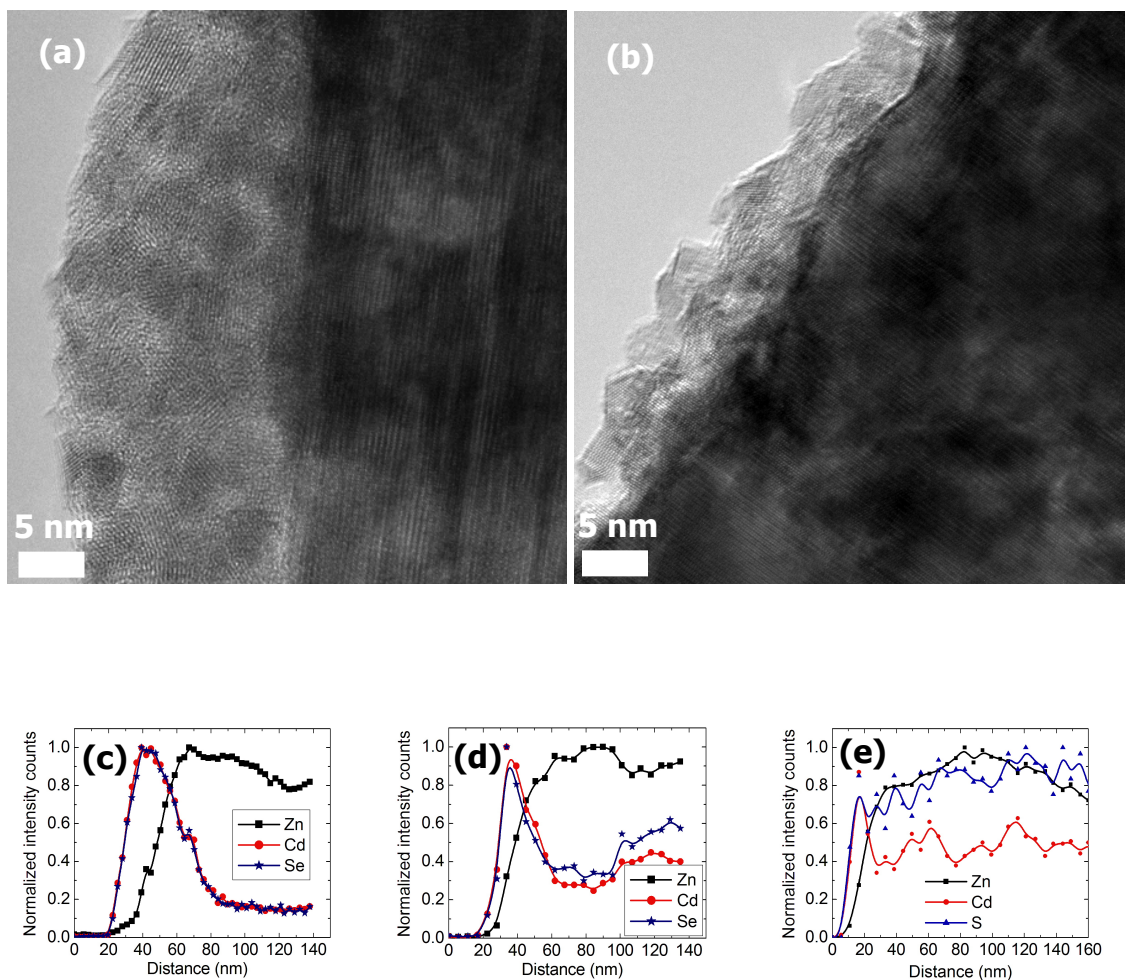 (a)
(b)
5 nm
5 nm
(c)
Normalized intensity counts
1.0
0.8
0.6
0.4
0.2
0.0
0 20 40 60 80 100 120 140
Distance (nm)
Zn
Cd
Se
(d)
Normalized intensity counts
1.0
0.8
0.6
0.4
0.2
0.0
0 20 40 60 80 100 120 140
Distance (nm)
Zn
Cd
Se
(e)
Normalized intensity counts
1.0
0.8
0.6
0.4
0.2
0.0
0 20 40 60 80 100 120 140 160
Distance (nm)
Zn
Cd
S